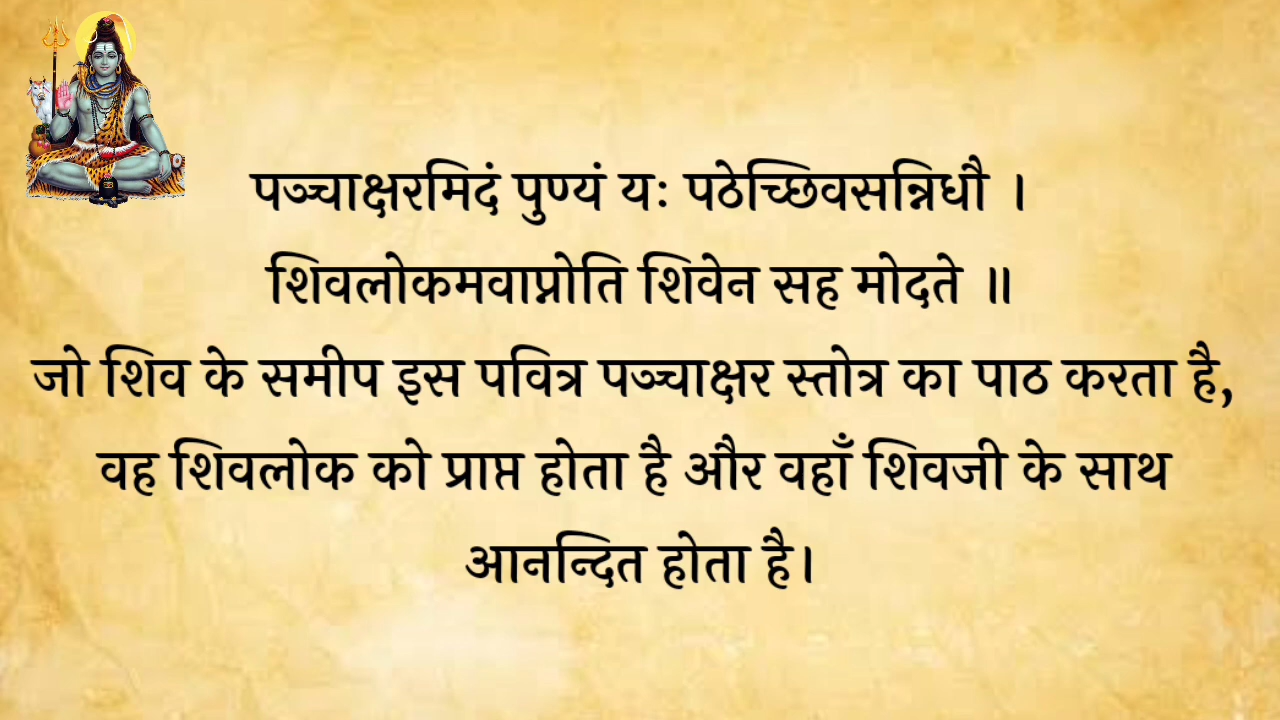 पञ्चाक्षरमिदं पुण्यं यः पठेच्छिवसन्निधौ ।
शिवलोकमवाप्नोति शिवेन सह मोदते ॥
जो शिव के समीप इस पवित्र पञ्चाक्षर स्तोत्र का पाठ करता है,
वह शिवलोक को प्राप्त होता है और वहाँ शिवजी के साथ
आनन्दित होता है।